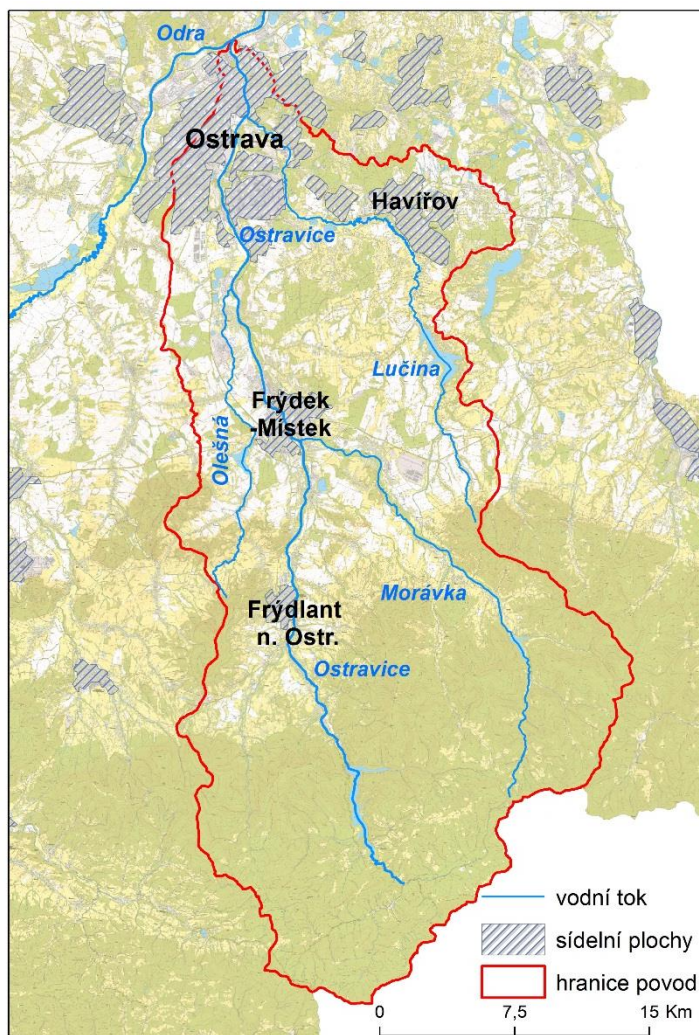 Odra
Ostrava
Havířov
Ostravice
Lučina
Frýdek
-Místek
Olešná
Morávka
Frýdlant
n. Ostr.
Ostravice
vodní tok
sídelní plochy
hranice povod
0
7,5
15 Km